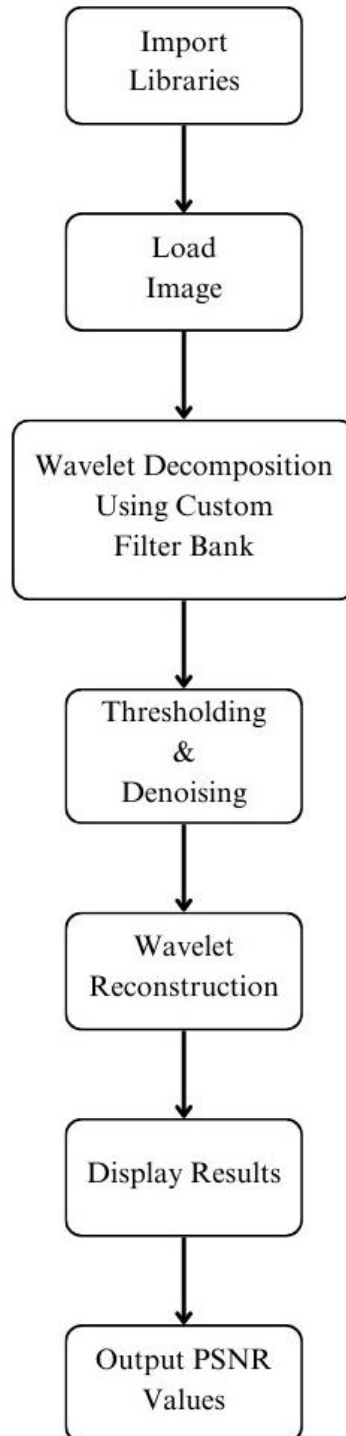 Import
Libraries
Load
Image
Wavelet Decomposition
Using Custom
Filter Bank
Thresholding
&
Denoising
Wavelet
Reconstruction
Display Results
Output PSNR
Values